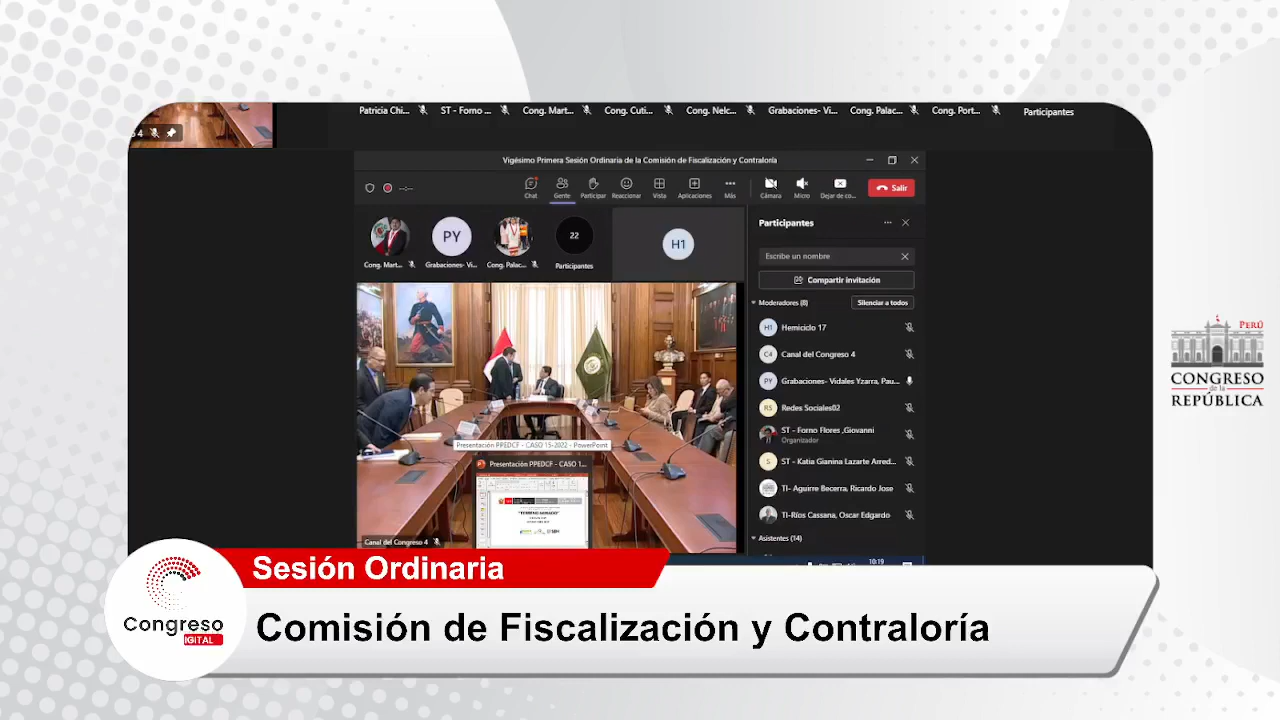 Patricia Chi...
ST - Forno ...
Cong. Mart...
Cong. Cuti...
Cong. Nelc...
Grabaciones- Vi...
Cong. Palac...
Cong. Port...
Participantes
Vigésimo Primera Sesión Ordinaria de la Comisión de Fiscalización y Contraloría
Chat
Gente
Participar
Reaccionar
Vista
Aplicaciones
Más
Cámara
Micro
Dejar de co...
Salir
PY
22
H1
Cong. Mart...
Grabaciones- Vi...
Cong. Palac...
Participantes
Participantes
Escribe un nombre
Compartir invitación
Moderadores (8)
Silenciar a todos
H1
Hemiciclo 17
C4
Canal del Congreso 4
PY
Grabaciones- Vidales Yzarra, Pau...
RS
Redes Sociales02
ST - Forno Flores ,Giovanni
Organizador
S
ST - Katia Gianina Lazarte Arred...
TI- Aguirre Becerra, Ricardo Jose
TI-Ríos Cassana, Oscar Edgardo
Asistentes (14)
Presentación PPEDCF - CASO 15-2022 - PowerPoint
Presentación PPEDCF - CASO 1...
Canal del Congreso 4
10:19
Sesión Ordinaria
Comisión de Fiscalización y Contraloría
Congreso
DIGITAL
PERÚ
CONGRESO
de la
REPÚBLICA